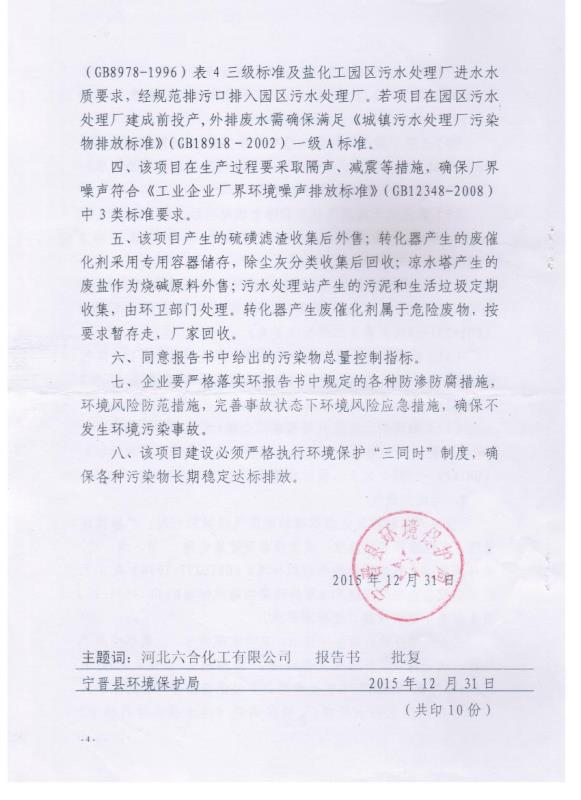 (GB8978-1996)表4三级标准及盐化工园区污水处理厂进水水
质要求，经规范排污口排入园区污水处理厂。若项目在园区污水
处理厂建成前投产，外排废水需确保满足《城镇污水处理厂污染
物排放标准》(GB18918-2002)一级A标准。
四、该项目在生产过程要采取隔声、减震等措施，确保厂界
噪声符合《工业企业厂界环境噪声排放标准》(GB12348-2008)
中3类标准要求。
五、该项目产生的硫磺滤渣收集后外售；转化器产生的废催
化剂采用专用容器储存，除尘灰分类收集后回收；凉水塔产生的
废盐作为烧碱原料外售；污水处理站产生的污泥和生活垃圾定期
收集，由环卫部门处理。转化器产生废催化剂属于危险废物，按
要求暂存走，厂家回收。
六、同意报告书中给出的污染物总量控制指标。
七、企业要严格落实环报告书中规定的各种防渗防腐措施，
环境风险防范措施，完善事故状态下环境风险应急措施，确保不
发生环境污染事故。
八、该项目建设必须严格执行环境保护“三同时”制度，确
保各种污染物长期稳定达标排放。
宁晋县环境保护局
2015年12月31日
主题词：河北六合化工有限公司 报告书 批复
宁晋县环境保护局 2015年12月31日
（共印10份）
-4-